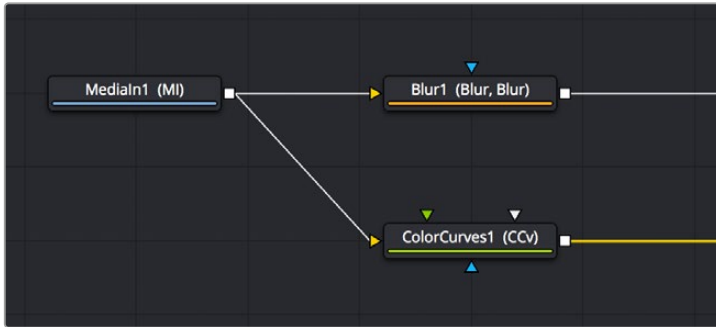 MediaIn1 (MI)
Blur1 (Blur, Blur)
ColorCurves1 (CCv)